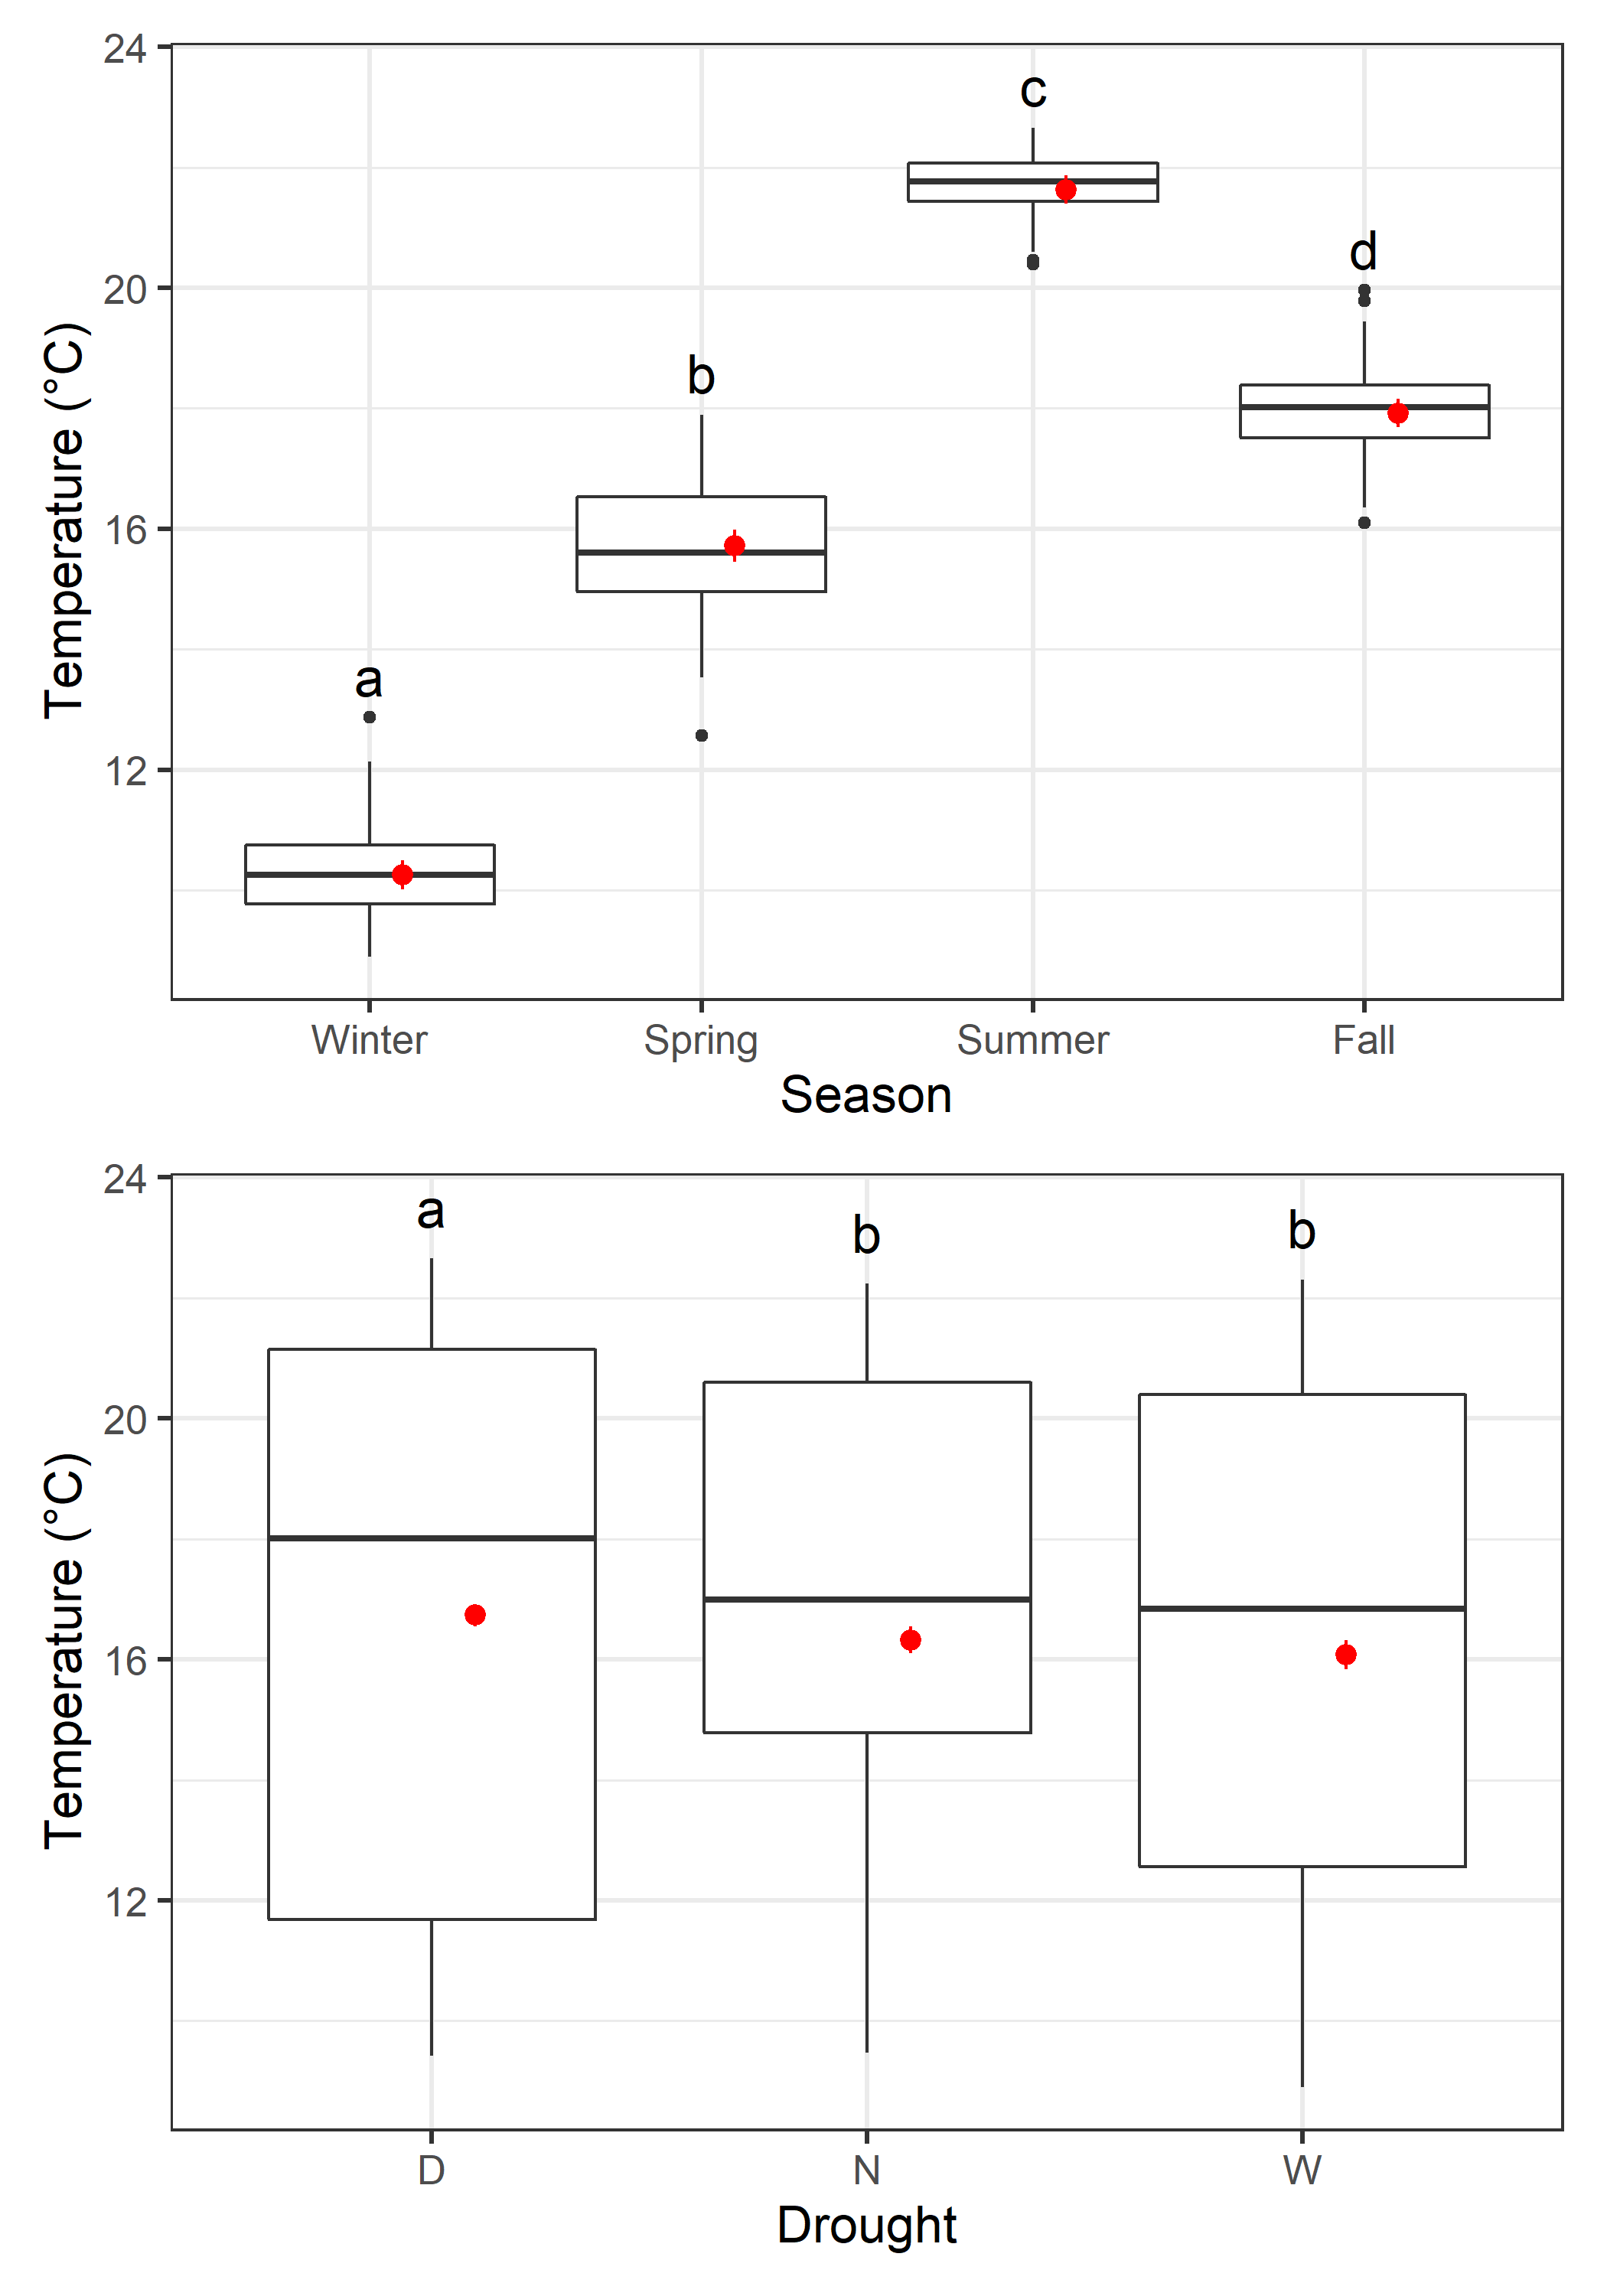 24
20
16
12
Temperature (°C)
a
b
c
d
Winter Spring Summer Fall
Season
24
20
16
12
Temperature (°C)
a
b
b
D N W
Drought